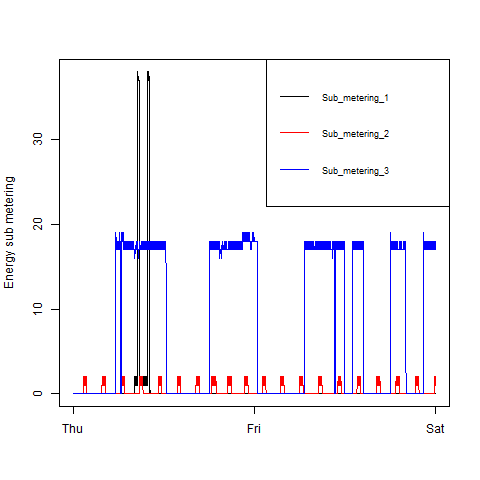 Sub_metering_1
Sub_metering_2
Sub_metering_3
Energy sub metering
30
20
10
0
Thu Fri Sat